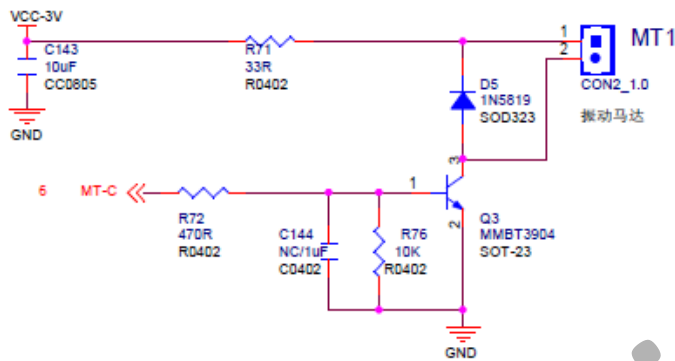 VCC-3V
C143
10uF
CC0805
GND
R71
33R
R0402
D5
1N5819
SOD323
1
2
MT1
CON2_1.0
振动马达
6
MT-C
R72
470R
R0402
C144
NC/1uF
C0402
R76
10K
R0402
1
3
2
Q3
MMBT3904
SOT-23
GND